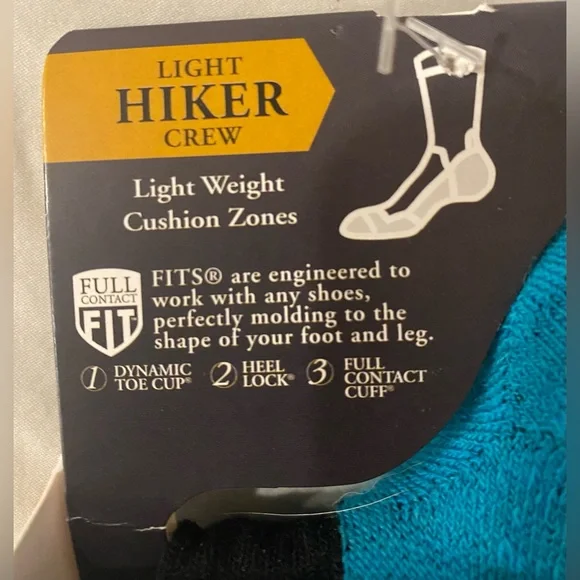 LIGHT
HIKER
CREW
Light Weight
Cushion Zones
FULL
CONTACT
FIT
FITS® are engineered to
work with any shoes,
perfectly molding to the
shape of your foot and leg.
1 DYNAMIC
TOE CUP®
2 HEEL
LOCK®
3 FULL
CONTACT
CUFF®